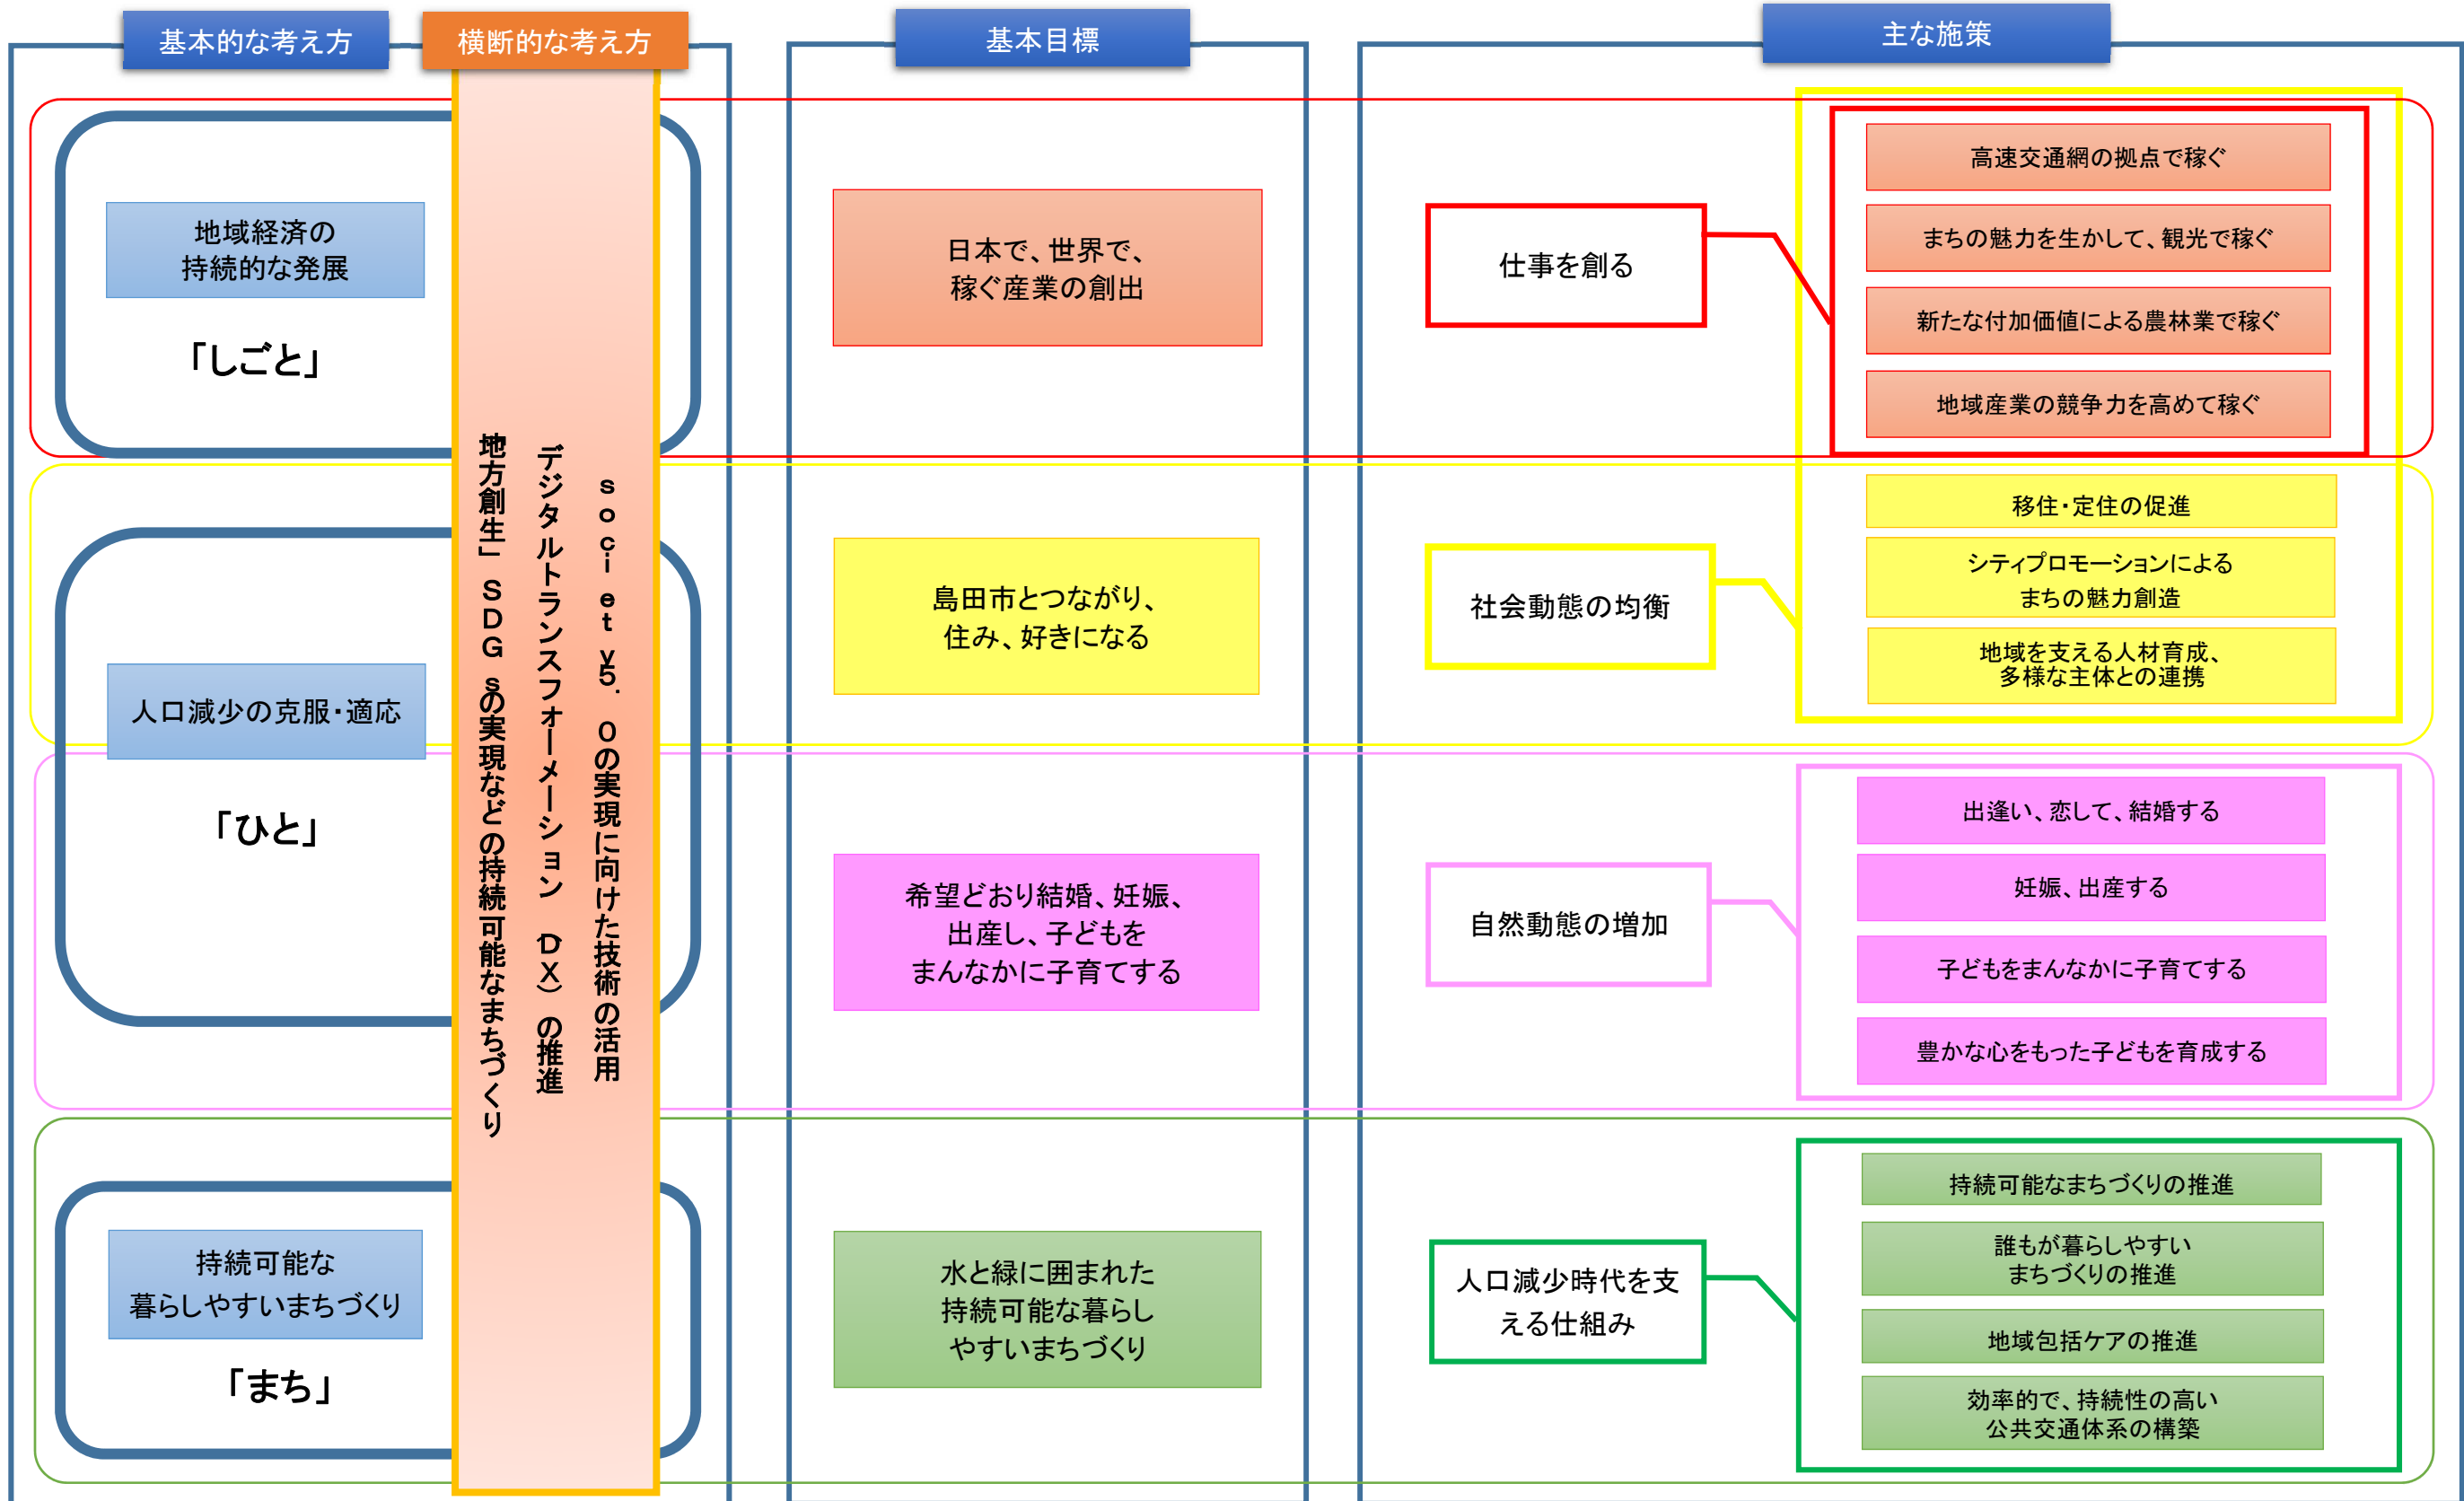 基本的な考え方
横断的な考え方
基本目標
主な施策
地域経済の
持続的な発展
「しごと」
人口減少の克服・適応
「ひと」
持続可能な
暮らしやすいまちづくり
「まち」
society5.0の実現に向けた技術の活用
デジタルトランスフォーメーション（DX）の推進
地方創生」SDGsの実現などの持続可能なまちづくり
日本で、世界で、
稼ぐ産業の創出
島田市とつながり、
住み、好きになる
希望どおり結婚、妊娠、
出産し、子どもを
まんなかに子育てする
水と緑に囲まれた
持続可能な暮らし
やすいまちづくり
仕事を創る
高速交通網の拠点で稼ぐ
まちの魅力を生かして、観光で稼ぐ
新たな付加価値による農林業で稼ぐ
地域産業の競争力を高めて稼ぐ
社会動態の均衡
移住・定住の促進
シティプロモーションによる
まちの魅力創造
地域を支える人材育成、
多様な主体との連携
自然動態の増加
出逢い、恋して、結婚する
妊娠、出産する
子どもをまんなかに子育てする
豊かな心をもった子どもを育成する
人口減少時代を支
える仕組み
持続可能なまちづくりの推進
誰もが暮らしやすい
まちづくりの推進
地域包括ケアの推進
効率的で、持続性の高い
公共交通体系の構築